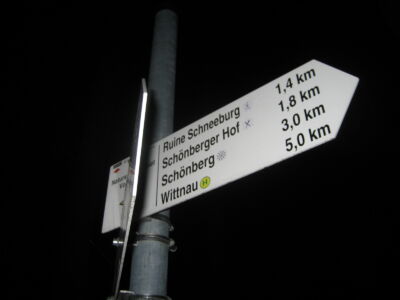 Ruine Schneeburg 1,4 km
Schönberger Hof 1,8 km
Schönberg 3,0 km
Wittnau H 5,0 km